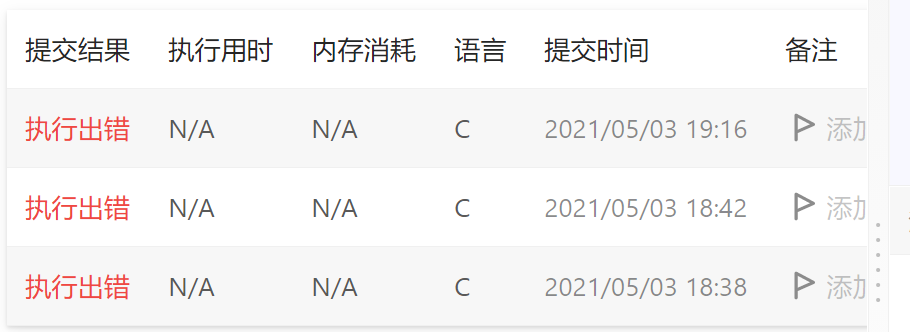 提交结果 执行用时 内存消耗 语言 提交时间 备注
执行出错 N/A N/A C 2021/05/03 19:16 添加
执行出错 N/A N/A C 2021/05/03 18:42 添加
执行出错 N/A N/A C 2021/05/03 18:38 添加